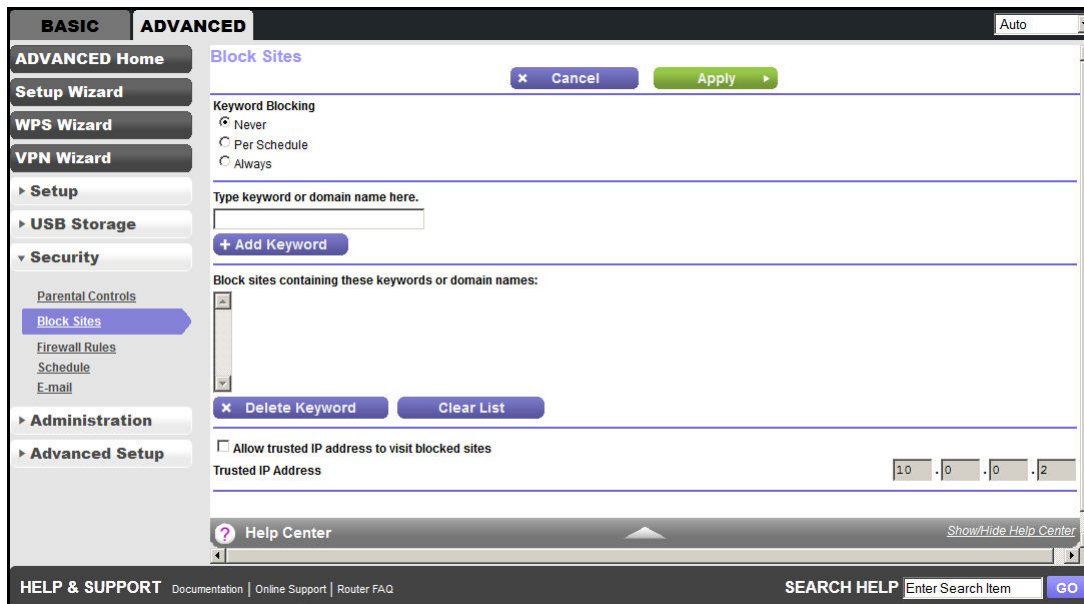 BASIC
ADVANCED
Auto
ADVANCED Home
Setup Wizard
WPS Wizard
VPN Wizard
Setup
USB Storage
Security
Parental Controls
Block Sites
Firewall Rules
Schedule
E-mail
Administration
Advanced Setup
Block Sites
Cancel
Apply
Keyword Blocking
Never
Per Schedule
Always
Type keyword or domain name here.
+ Add Keyword
Block sites containing these keywords or domain names:
Delete Keyword
Clear List
Allow trusted IP address to visit blocked sites
Trusted IP Address 10 .0 .0 .2
? Help Center
Show/Hide Help Center
HELP & SUPPORT Documentation | Online Support | Router FAQ
SEARCH HELP Enter Search Item GO